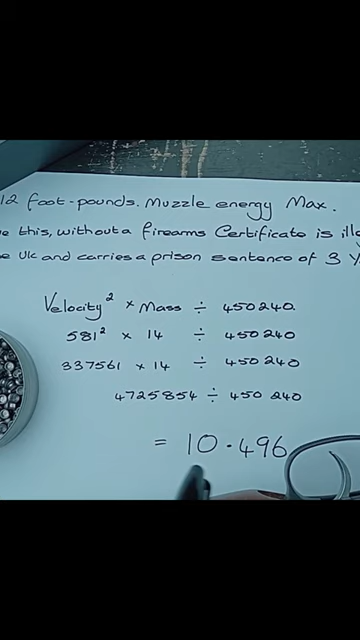 12 foot-pounds. Muzzle energy Max.
this, without a firearms Certificate is
UK and carries a prison sentence of 3
Velocity² × Mass ÷ 450240.
581² × 14 ÷ 450240
337561 × 14 ÷ 450240
4725854 ÷ 450240
= 10.496